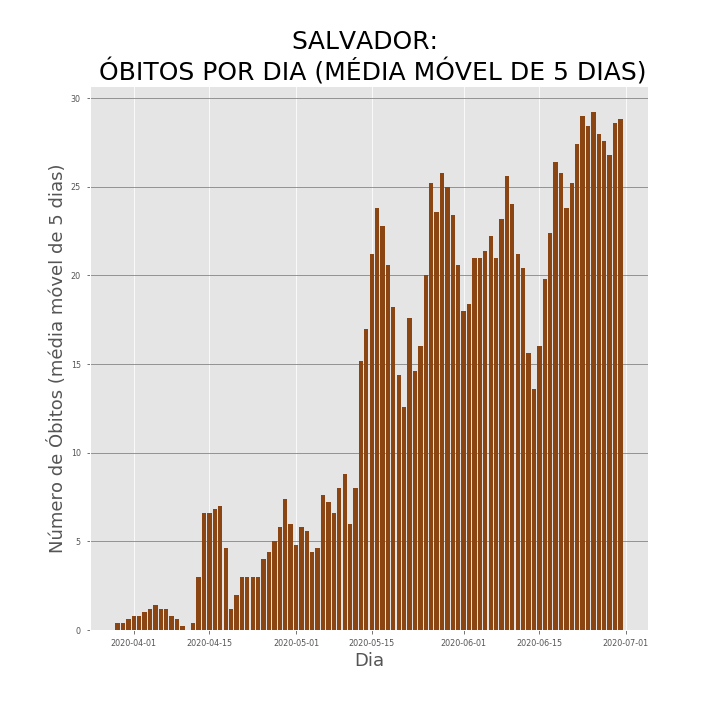 SALVADOR:
ÓBITOS POR DIA (MÉDIA MÓVEL DE 5 DIAS)
Número de Óbitos (média móvel de 5 dias)
30
25
20
15
10
5
0
2020-04-01 2020-04-15 2020-05-01 2020-05-15 2020-06-01 2020-06-15 2020-07-01
Dia